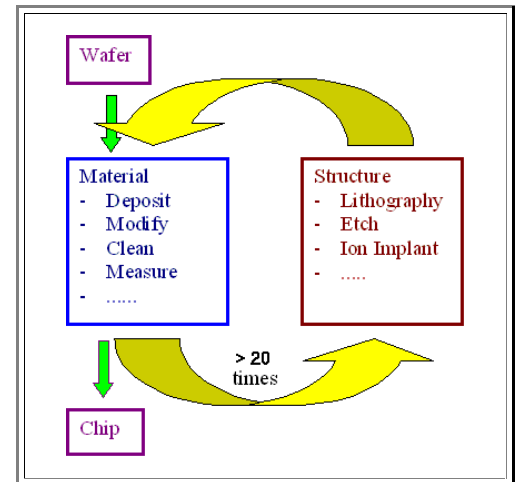 Wafer
Material
- Deposit
- Modify
- Clean
- Measure
- ......
Structure
- Lithography
- Etch
- Ion Implant
- .....
> 20
times
Chip